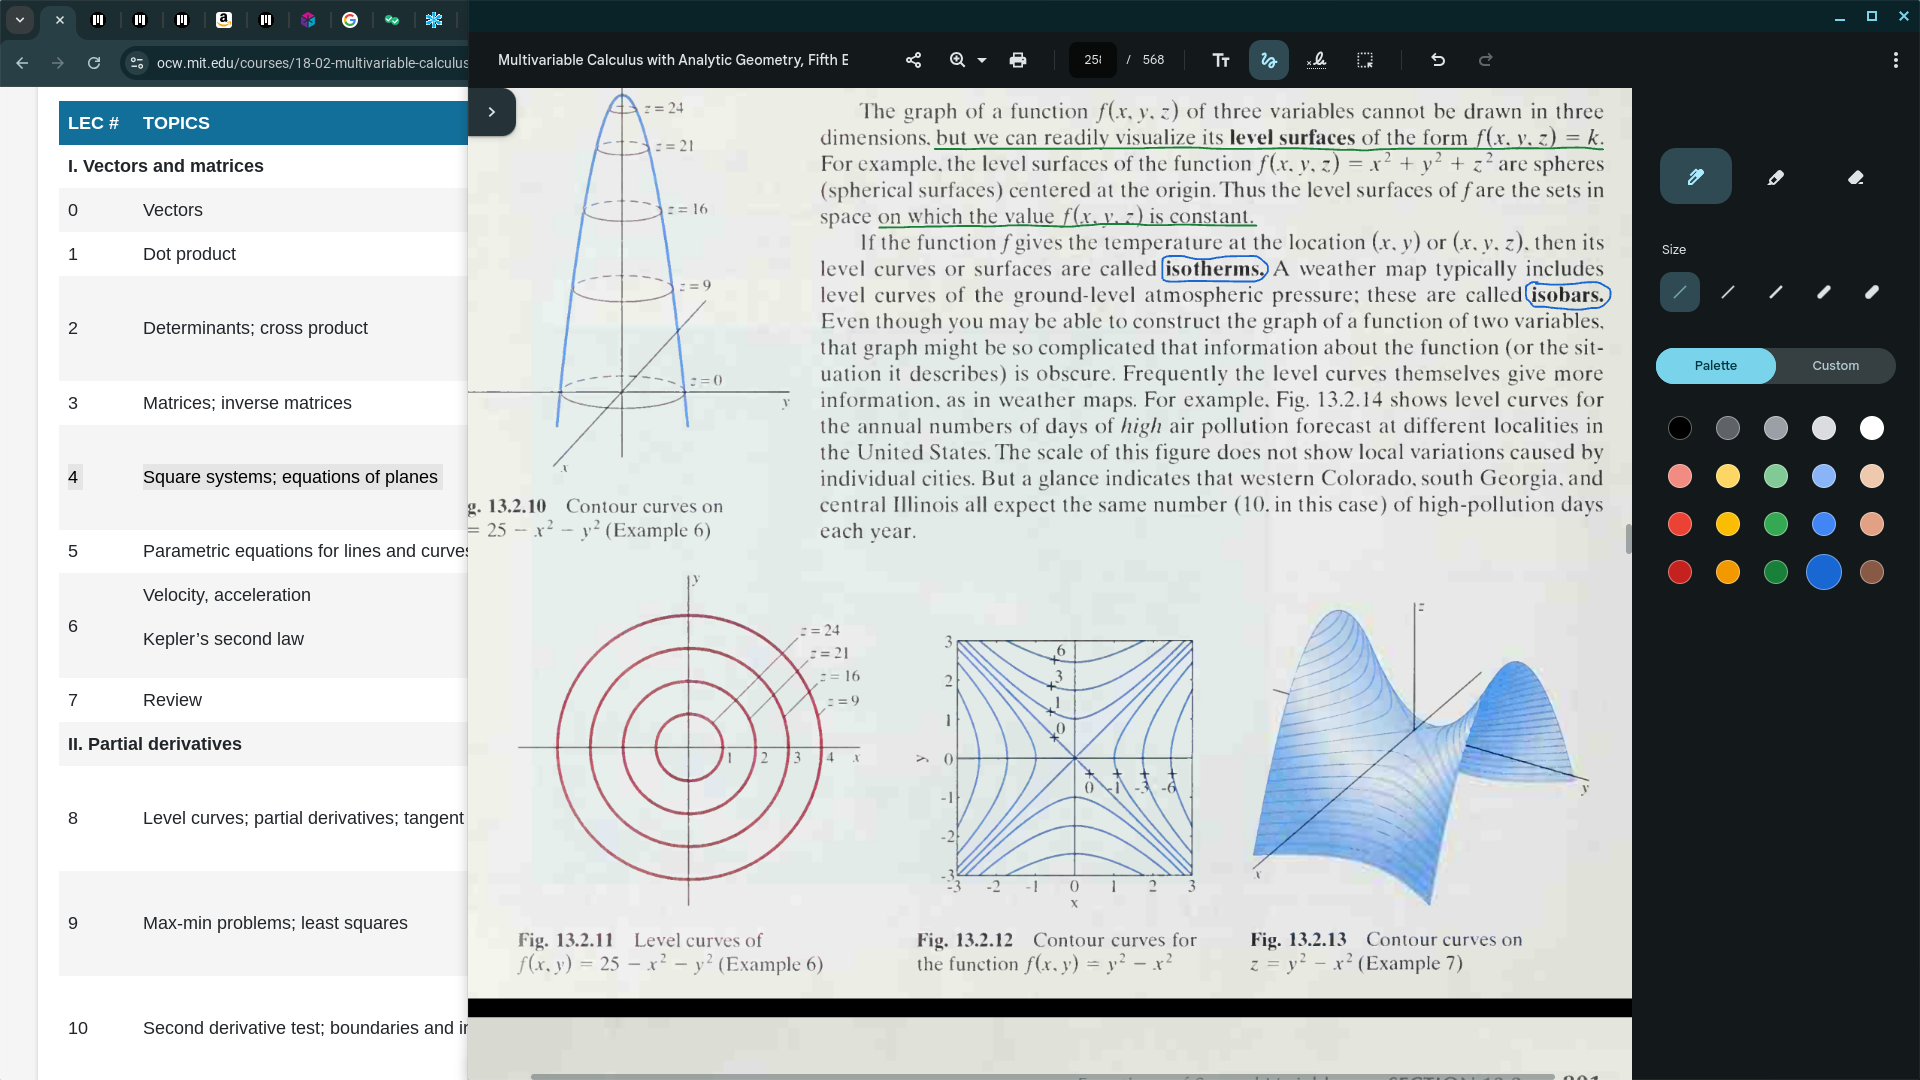 ocw.mit.edu/courses/18-02-multivariable-calculus
LEC # TOPICS
I. Vectors and matrices
0 Vectors
1 Dot product
2 Determinants; cross product
3 Matrices; inverse matrices
4 Square systems; equations of planes
5 Parametric equations for lines and curves
6 Velocity, acceleration
Kepler's second law
7 Review
II. Partial derivatives
8 Level curves; partial derivatives; tangent
9 Max-min problems; least squares
10 Second derivative test; boundaries and in
Multivariable Calculus with Analytic Geometry, Fifth E
258 / 568
z = 24
z = 21
z = 16
z = 9
z = 0
y
x
g. 13.2.10 Contour curves on
= 25 − x² − y² (Example 6)
The graph of a function f(x, y, z) of three variables cannot be drawn in three
dimensions, but we can readily visualize its level surfaces of the form f(x, y, z) = k.
For example, the level surfaces of the function f(x, y, z) = x² + y² + z² are spheres
(spherical surfaces) centered at the origin. Thus the level surfaces of f are the sets in
space on which the value f(x, y, z) is constant.
If the function f gives the temperature at the location (x, y) or (x, y, z), then its
level curves or surfaces are called isotherms. A weather map typically includes
level curves of the ground-level atmospheric pressure; these are called isobars.
Even though you may be able to construct the graph of a function of two variables,
that graph might be so complicated that information about the function (or the sit-
uation it describes) is obscure. Frequently the level curves themselves give more
information, as in weather maps. For example, Fig. 13.2.14 shows level curves for
the annual numbers of days of high air pollution forecast at different localities in
the United States. The scale of this figure does not show local variations caused by
individual cities. But a glance indicates that western Colorado, south Georgia, and
central Illinois all expect the same number (10, in this case) of high-pollution days
each year.
y
z = 24
z = 21
z = 16
z = 9
1 2 3 4 x
Fig. 13.2.11 Level curves of
f(x, y) = 25 − x² − y² (Example 6)
3
2
1
0
-1
-2
-3
y
6
3
1
0
0 -1 -3 -6
-3 -2 -1 0 1 2 3
x
Fig. 13.2.12 Contour curves for
the function f(x, y) = y² − x²
z
y
x
Fig. 13.2.13 Contour curves on
z = y² − x² (Example 7)
Size
Palette
Custom